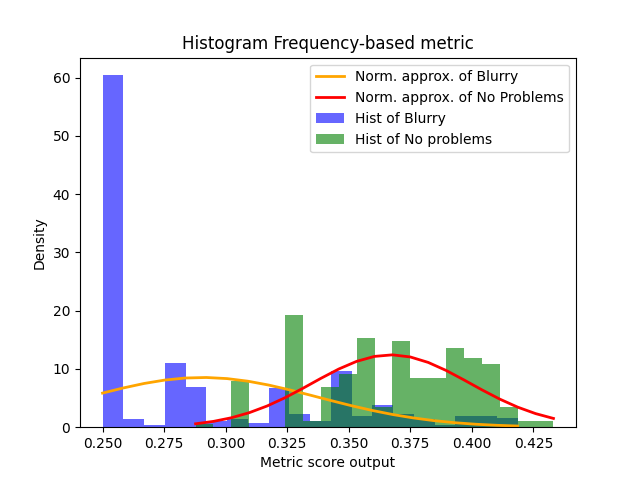 Histogram Frequency-based metric
Norm. approx. of Blurry
Norm. approx. of No Problems
Hist of Blurry
Hist of No problems
60
50
40
30
20
10
0
Density
0.250 0.275 0.300 0.325 0.350 0.375 0.400 0.425
Metric score output